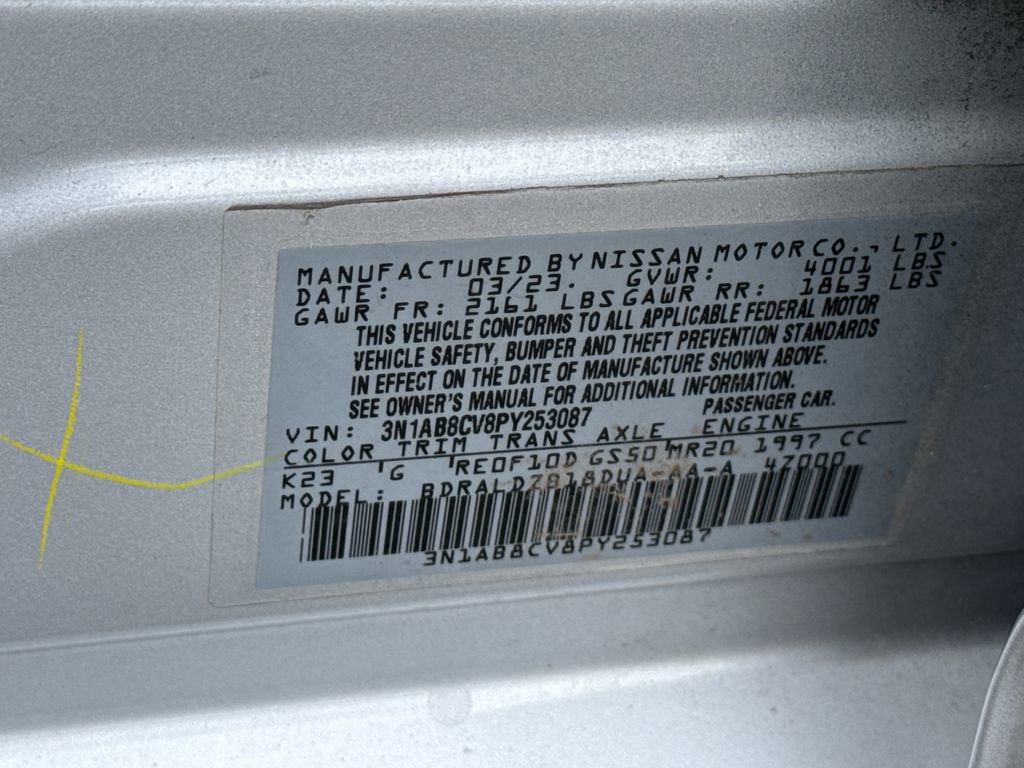 MANUFACTURED BY NISSAN MOTOR CO., LTD.
DATE: 03/23. GVWR: 4001 LBS
GAWR FR: 2161 LBS GAWR RR: 1863 LBS
THIS VEHICLE CONFORMS TO ALL APPLICABLE FEDERAL MOTOR
VEHICLE SAFETY, BUMPER AND THEFT PREVENTION STANDARDS
IN EFFECT ON THE DATE OF MANUFACTURE SHOWN ABOVE.
SEE OWNER'S MANUAL FOR ADDITIONAL INFORMATION.
VIN: 3N1AB8CV8PY253087 PASSENGER CAR.
COLOR TRIM TRANS AXLE ENGINE
K23 G RE0F10D GS50 MR20 1997 CC
MODEL: BDRALDZ818DUA-AA-A 47000
3N1AB8CV8PY253087